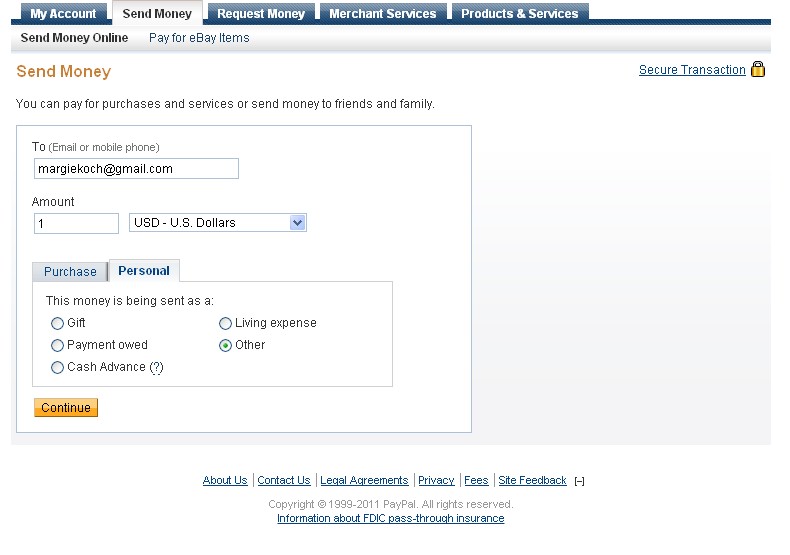 My Account Send Money Request Money Merchant Services Products & Services
Send Money Online Pay for eBay Items
Send Money
Secure Transaction
You can pay for purchases and services or send money to friends and family.
To (Email or mobile phone)
margiekoch@gmail.com
Amount
1 USD - U.S. Dollars
Purchase Personal
This money is being sent as a:
Gift Living expense
Payment owed Other
Cash Advance (?)
Continue
About Us Contact Us Legal Agreements Privacy Fees Site Feedback [-]
Copyright © 1999-2011 PayPal. All rights reserved.
Information about FDIC pass-through insurance